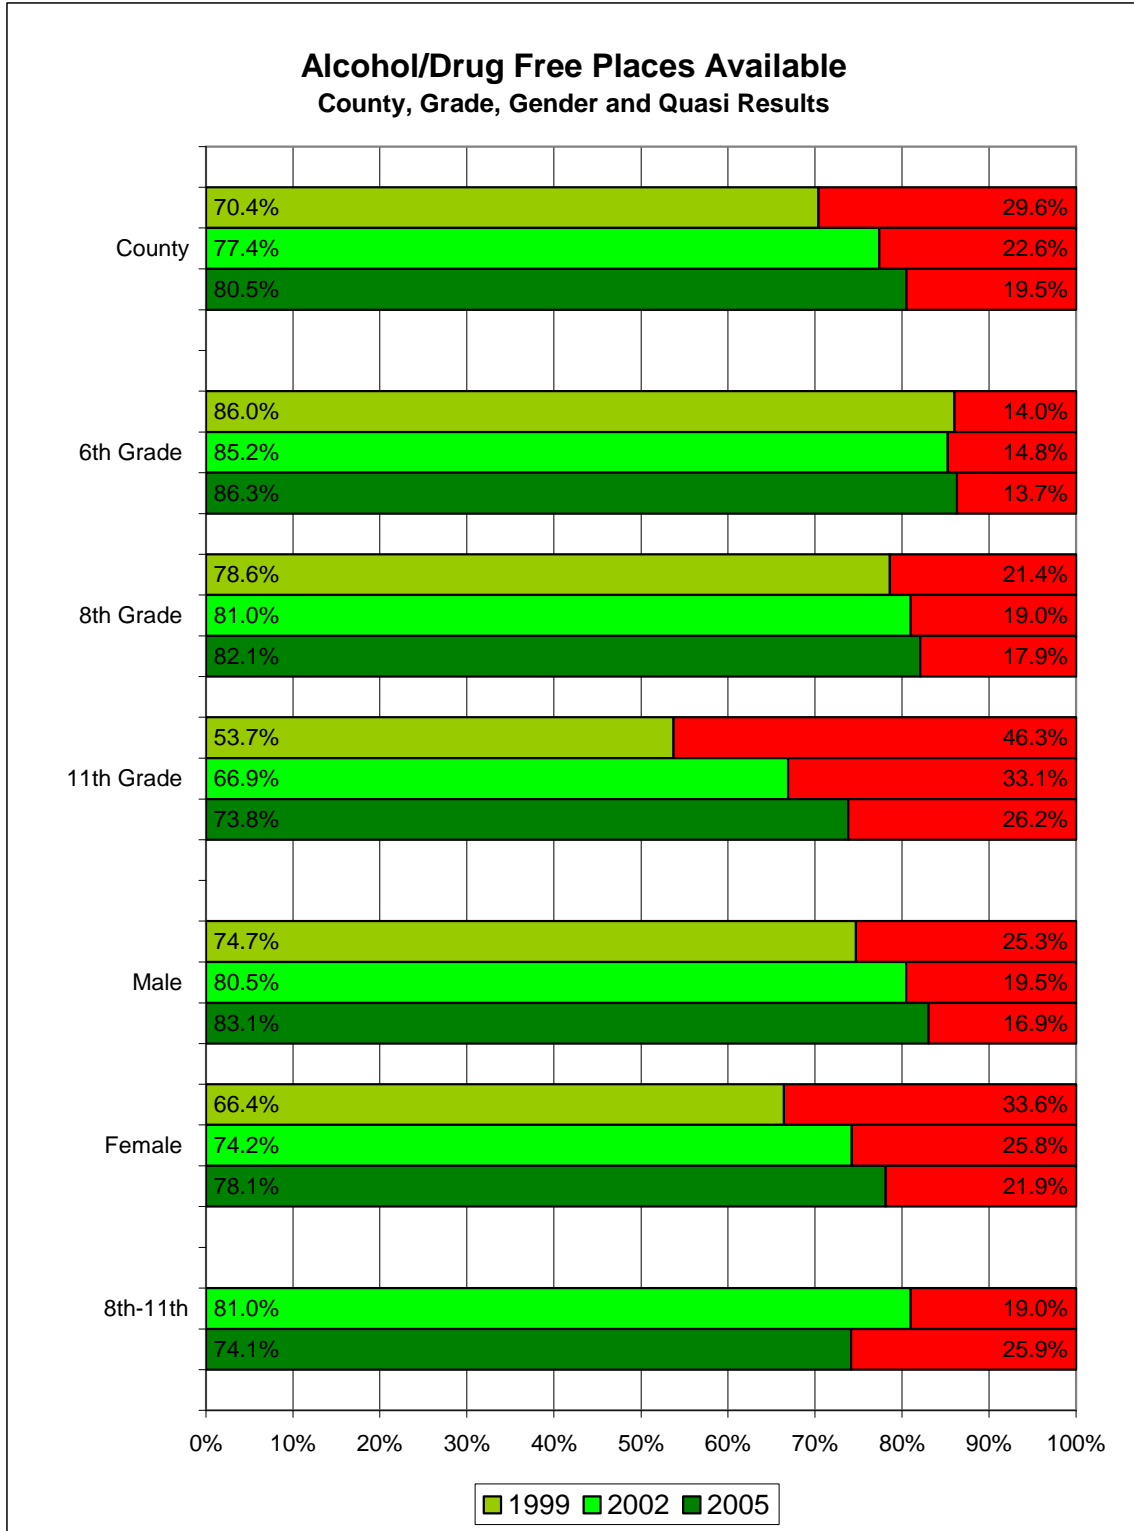 Alcohol/Drug Free Places Available
County, Grade, Gender and Quasi Results
70.4% 29.6%
County 77.4% 22.6%
80.5% 19.5%
86.0% 14.0%
6th Grade 85.2% 14.8%
86.3% 13.7%
78.6% 21.4%
8th Grade 81.0% 19.0%
82.1% 17.9%
53.7% 46.3%
11th Grade 66.9% 33.1%
73.8% 26.2%
74.7% 25.3%
Male 80.5% 19.5%
83.1% 16.9%
66.4% 33.6%
Female 74.2% 25.8%
78.1% 21.9%
8th-11th 81.0% 19.0%
74.1% 25.9%
0% 10% 20% 30% 40% 50% 60% 70% 80% 90% 100%
1999 2002 2005